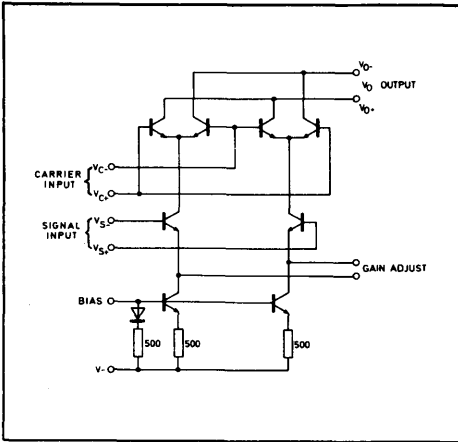 VO-
VO OUTPUT
VO+
VC-
CARRIER INPUT
VC+
VS-
SIGNAL INPUT
VS+
GAIN ADJUST
BIAS
500
500
500
V-